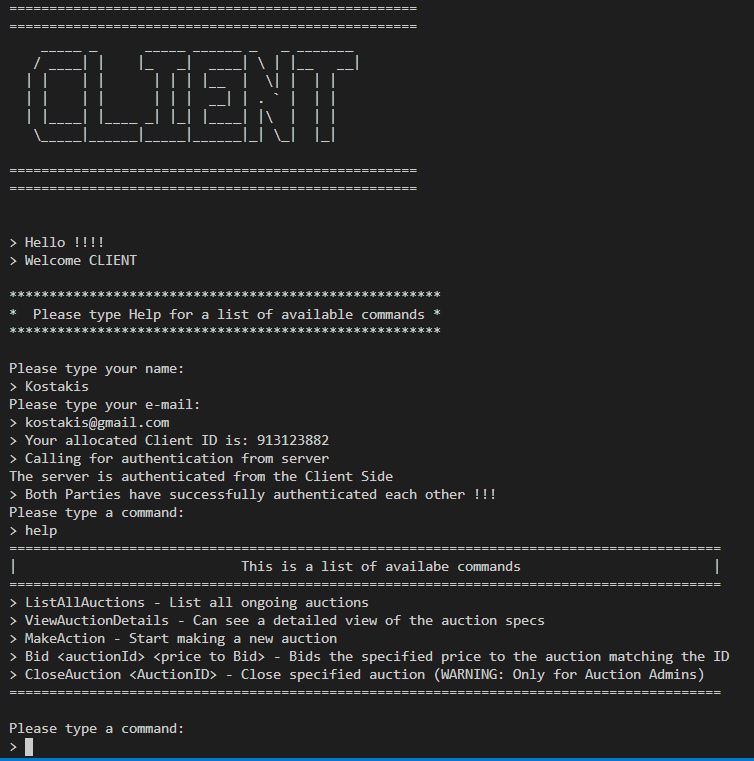 ==================================================
==================================================
CLIENT
==================================================
==================================================
> Hello !!!!
> Welcome CLIENT
******************************************************
*  Please type Help for a list of available commands *
******************************************************
Please type your name:
> Kostakis
Please type your e-mail:
> kostakis@gmail.com
> Your allocated Client ID is: 913123882
> Calling for authentication from server
The server is authenticated from the Client Side
> Both Parties have successfully authenticated each other !!!
Please type a command:
> help
=========================================================================================
|                            This is a list of availabe commands                        |
=========================================================================================
> ListAllAuctions - List all ongoing auctions
> ViewAuctionDetails - Can see a detailed view of the auction specs
> MakeAction - Start making a new auction
> Bid <auctionId> <price to Bid> - Bids the specified price to the auction matching the ID
> CloseAuction <AuctionID> - Close specified auction (WARNING: Only for Auction Admins)
=========================================================================================
Please type a command:
>